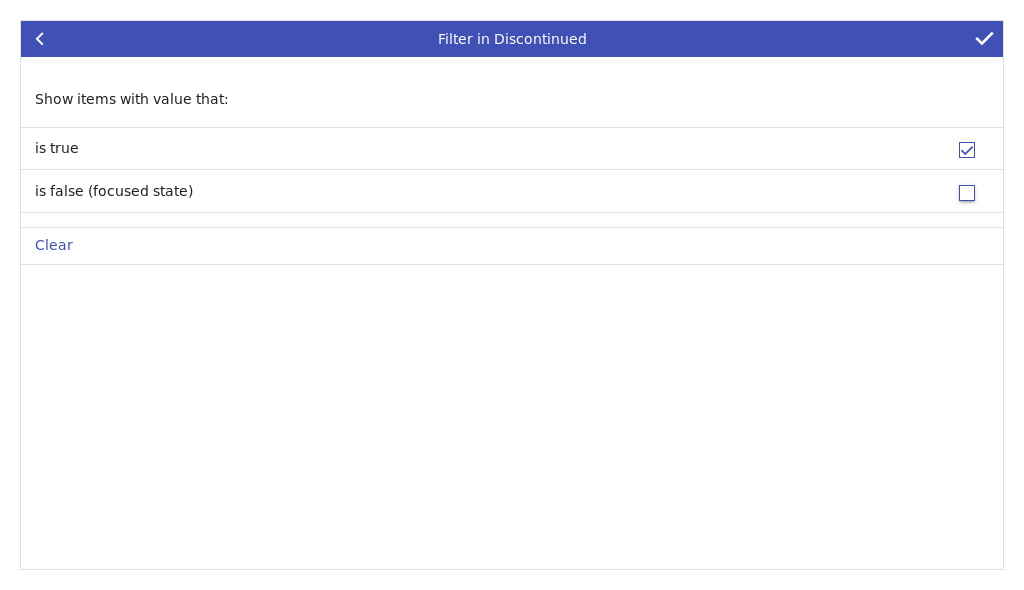 Filter in Discontinued
Show items with value that:
is true
is false (focused state)
Clear